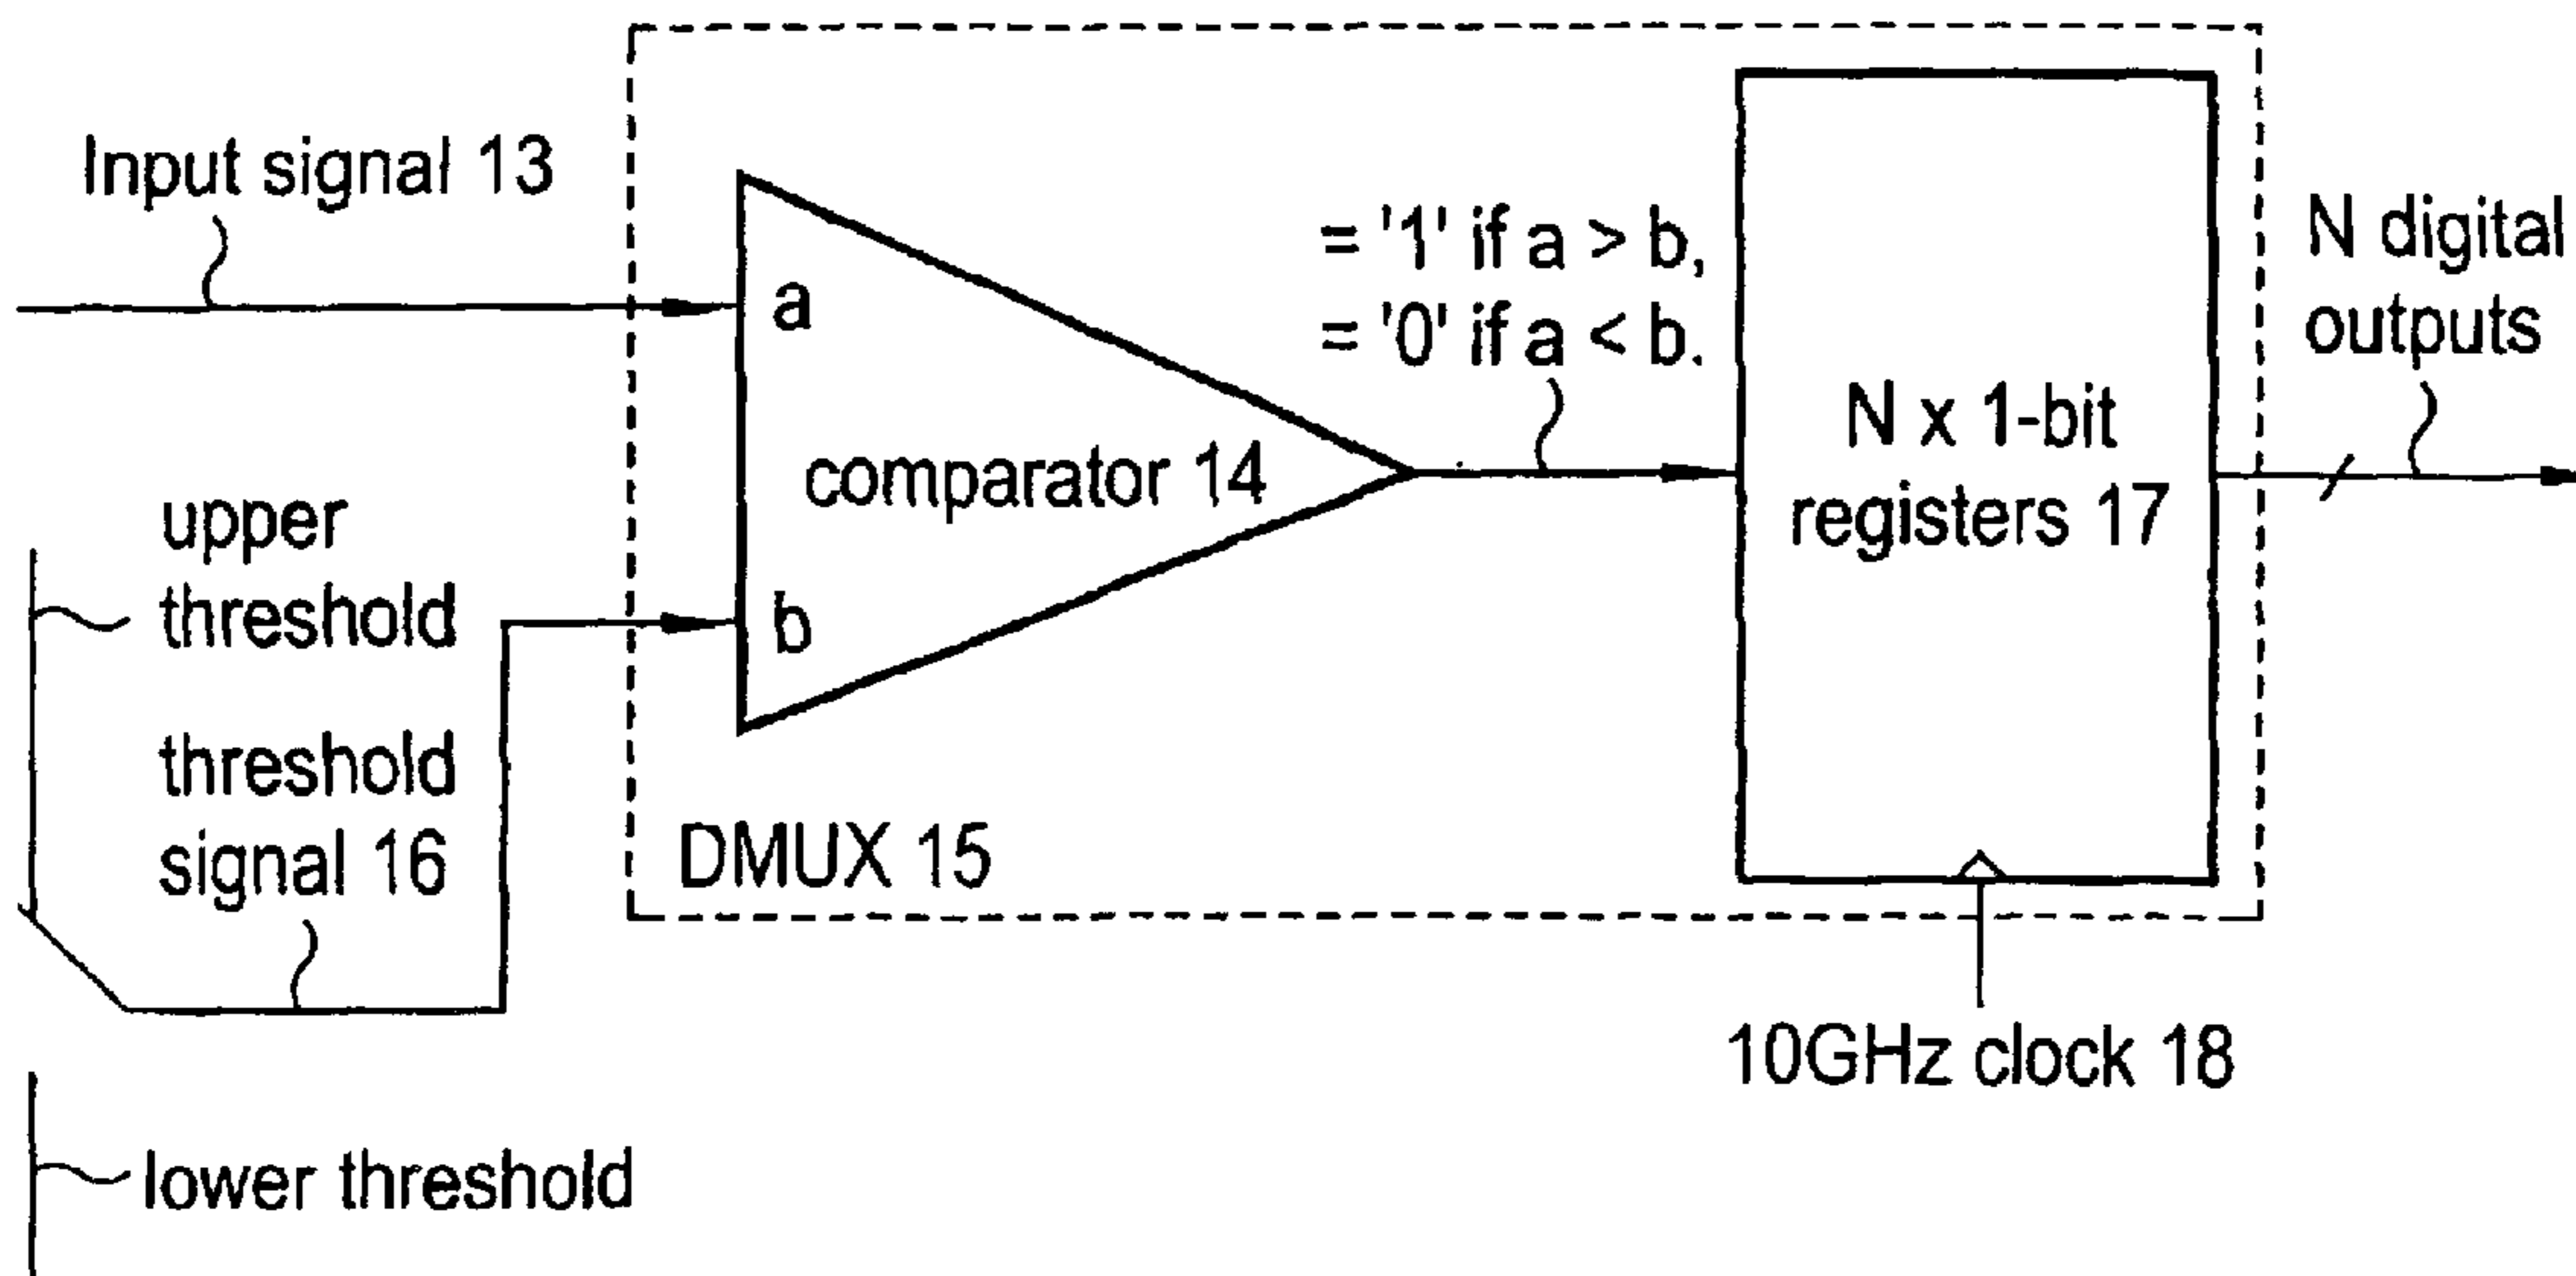 Input signal 13
upper
threshold
threshold
signal 16
lower threshold
a
b
comparator 14
DMUX 15
= '1' if a > b,
= '0' if a < b.
N x 1-bit
registers 17
10GHz clock 18
N digital
outputs